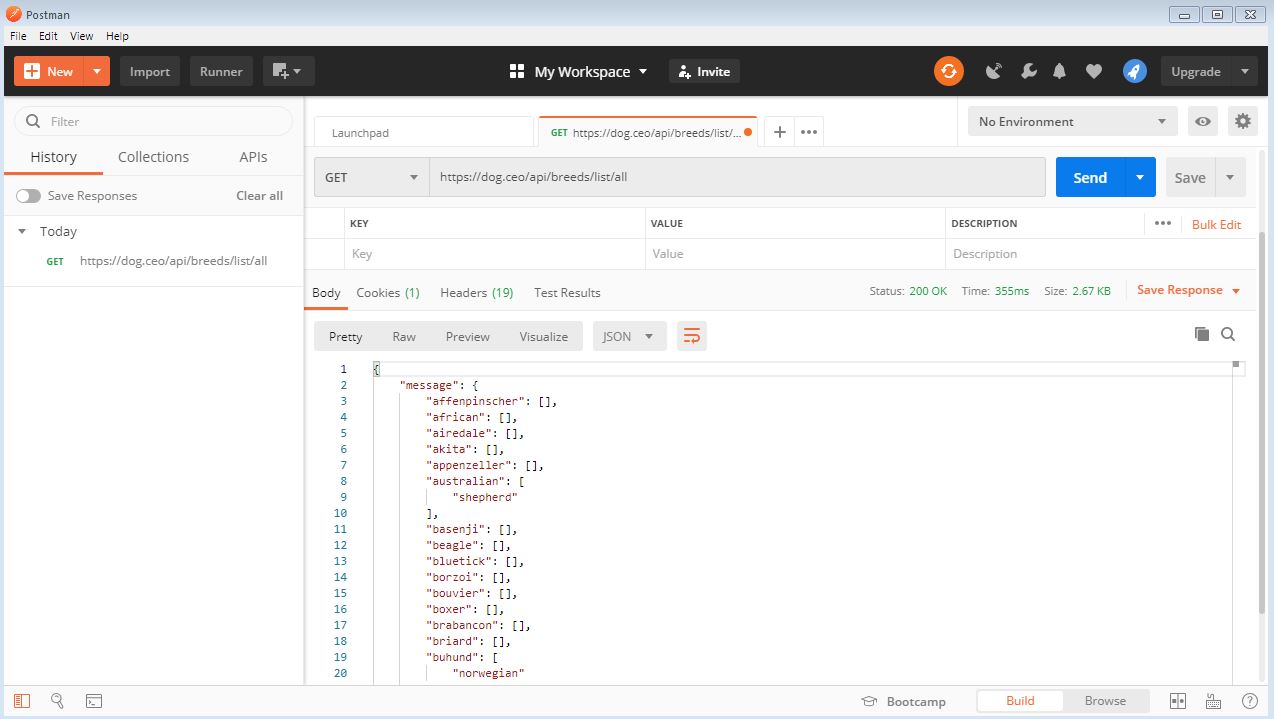 Postman
File Edit View Help
New Import Runner My Workspace Invite Upgrade
Filter
History Collections APIs
Save Responses Clear all
Today
GET https://dog.ceo/api/breeds/list/all
Launchpad GET https://dog.ceo/api/breeds/list/... + ••• No Environment
GET https://dog.ceo/api/breeds/list/all Send Save
KEY VALUE DESCRIPTION ••• Bulk Edit
Key Value Description
Body Cookies (1) Headers (19) Test Results Status: 200 OK Time: 355ms Size: 2.67 KB Save Response
Pretty Raw Preview Visualize JSON
1 {
2 "message": {
3 "affenpinscher": [],
4 "african": [],
5 "airedale": [],
6 "akita": [],
7 "appenzeller": [],
8 "australian": [
9 "shepherd"
10 ],
11 "basenji": [],
12 "beagle": [],
13 "bluetick": [],
14 "borzoi": [],
15 "bouvier": [],
16 "boxer": [],
17 "brabancon": [],
18 "briard": [],
19 "buhund": [
20 "norwegian"
Bootcamp Build Browse